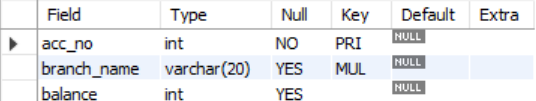 Field Type Null Key Default Extra
acc_no int NO PRI NULL
branch_name varchar(20) YES MUL NULL
balance int YES NULL